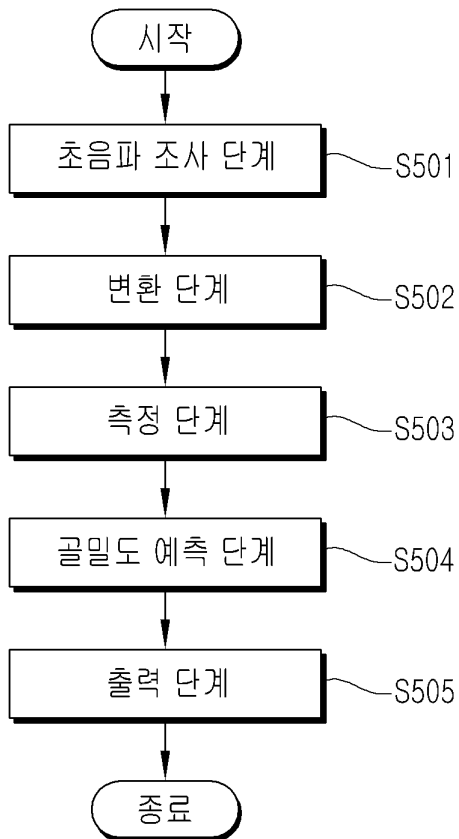 시작
초음파 조사 단계
S501
변환 단계
S502
측정 단계
S503
골밀도 예측 단계
S504
출력 단계
S505
종료